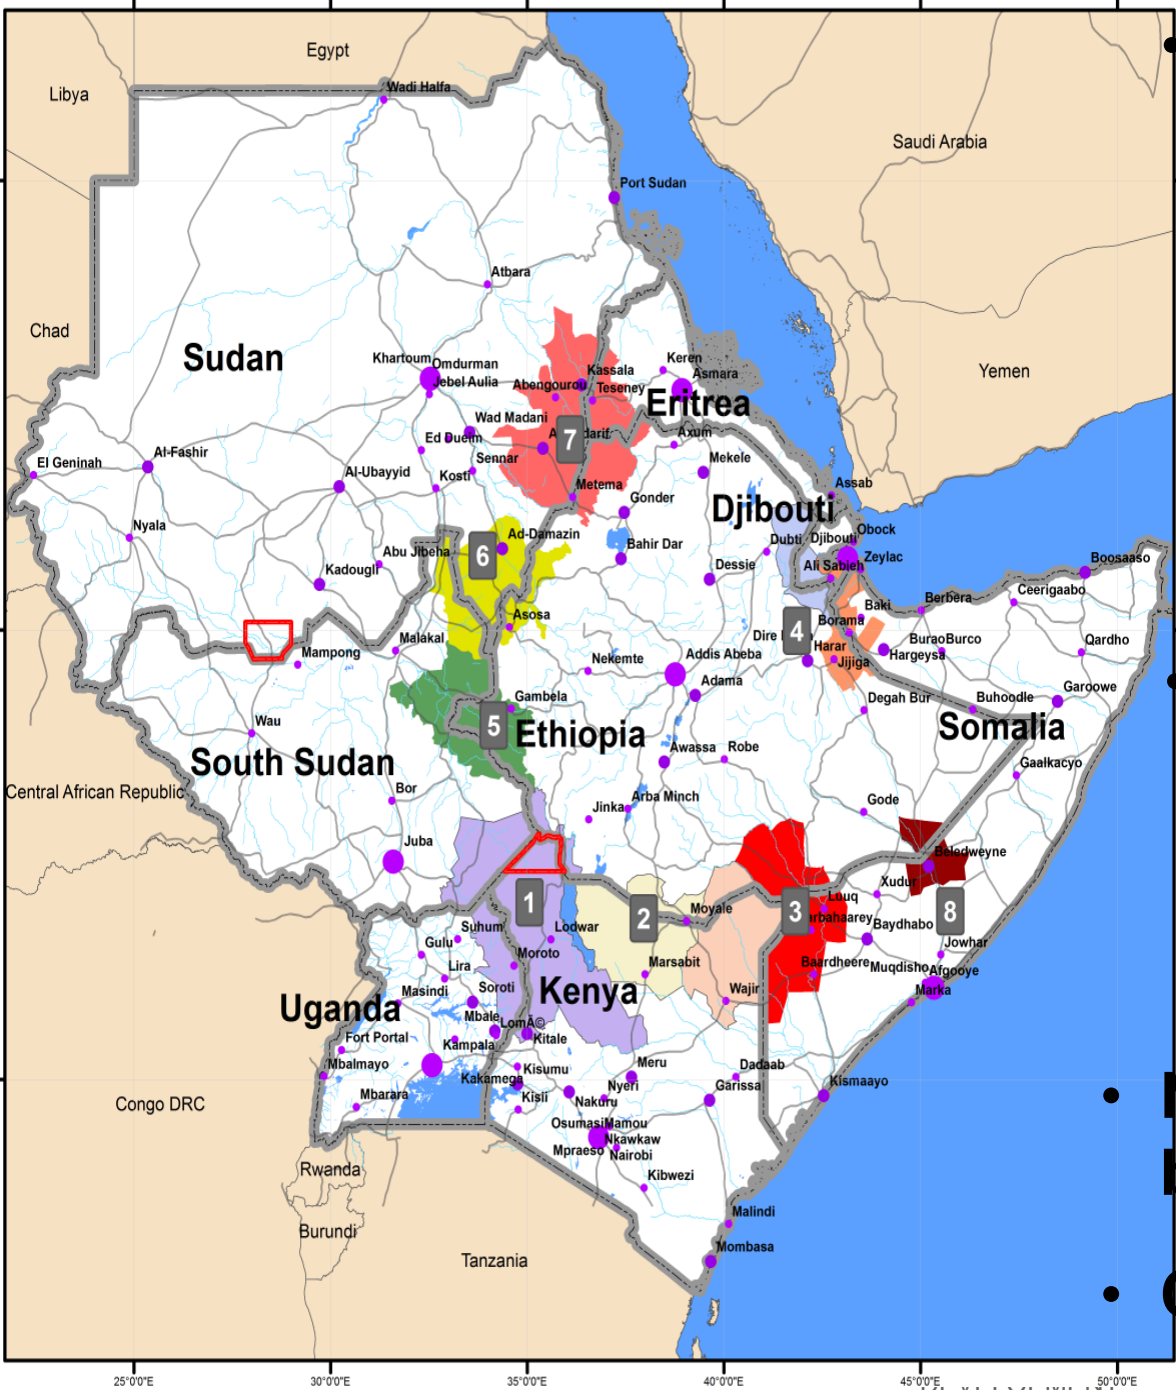 Egypt
Wadi Halfa
Libya
Saudi Arabia
Port Sudan
Atbara
Chad
Sudan
Khartoum
Omdurman
Jebel Aulia
Keren
Asmara
Kassala
Abengourou
Teseney
Eritrea
Yemen
Wad Madani
Ed Dueim
7
Axum
Al-Fashir
El Geninah
Sennar
Mekele
Al-Ubayyid
Kosti
Metema
Assab
Gonder
Djibouti
Nyala
Ad-Damazin
Obock
Bahir Dar
Dubti
Djibouti
Abu Jibeha
6
Zeylac
Kadougli
Dessie
Ali Sabieh
Boosaaso
Ceerigaabo
Berbera
Baki
Asosa
Borama
Malakal
4
Dire
BuraoBurco
Qardho
Mampong
Harar
Hargeysa
Nekemte
Addis Abeba
Jijiga
Adama
Garoowe
Gambela
Degah Bur
Buhoodle
Wau
5
Ethiopia
Somalia
South Sudan
Awassa
Robe
Gaalkacyo
Central African Republic
Bor
Jinka
Arba Minch
Gode
Juba
Beledweyne
Xudur
1
2
Moyale
3
Luuq
arbahaarey
8
Suhum
Lodwar
Baydhabo
Gulu
Jowhar
Moroto
Lira
Marsabit
Baardheere
Muqdisho
Afgooye
Masindi
Soroti
Kenya
Wajir
Marka
Uganda
Mbale
LomÃ©
Fort Portal
Kampala
Kitale
Mbalmayo
Kisumu
Meru
Dadaab
Kakamega
Kismaayo
Mbarara
Kisii
Nyeri
Garissa
Congo DRC
Nakuru
OsumasiMamou
Nkawkaw
Mpraeso
Nairobi
Rwanda
Kibwezi
Burundi
Malindi
Tanzania
Mombasa
25°0'0"E
30°0'0"E
35°0'0"E
40°0'0"E
45°0'0"E
50°0'0"E